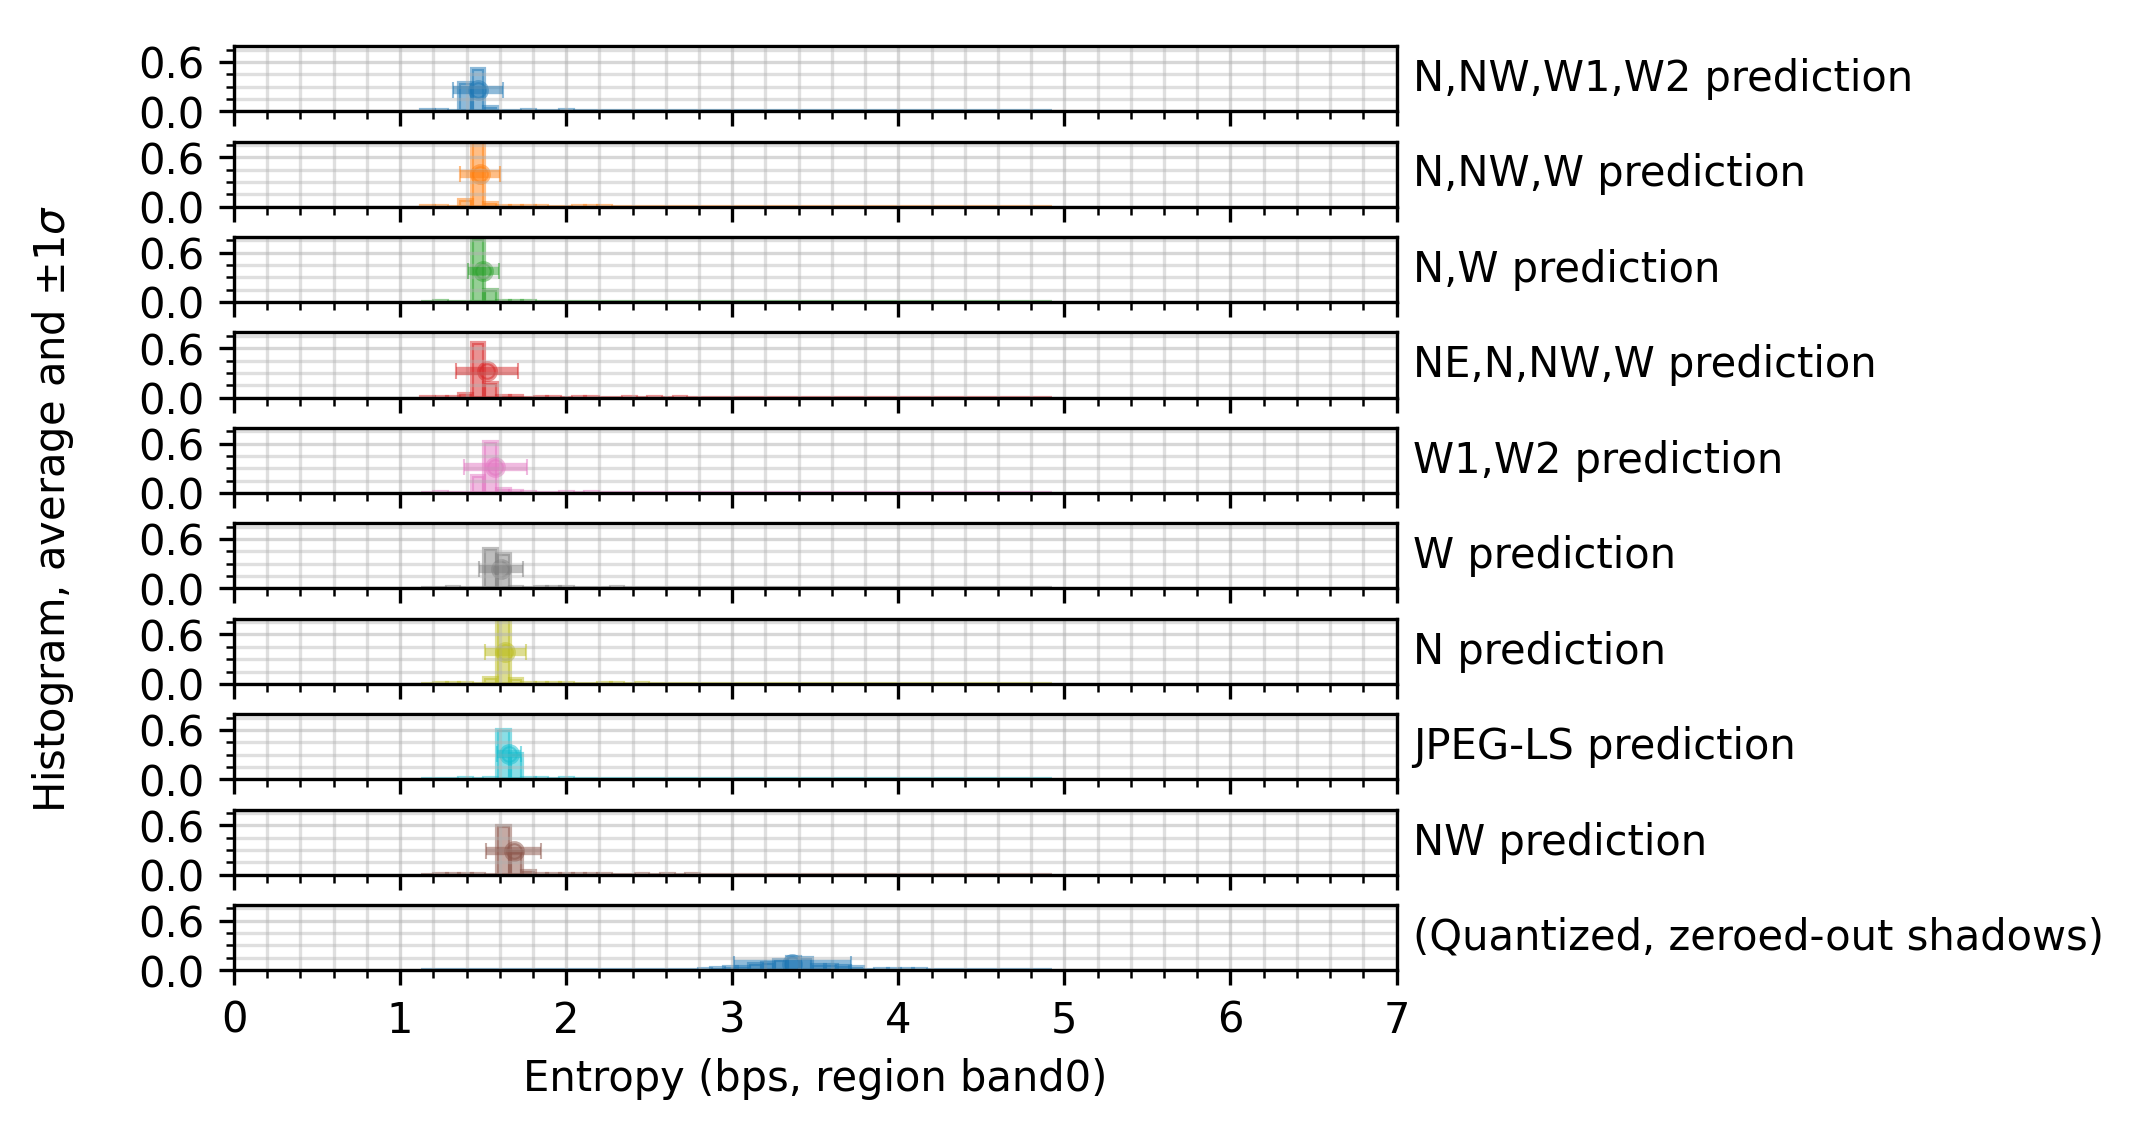 Histogram, average and ±1σ
0.6
0.0
N,NW,W1,W2 prediction
0.6
0.0
N,NW,W prediction
0.6
0.0
N,W prediction
0.6
0.0
NE,N,NW,W prediction
0.6
0.0
W1,W2 prediction
0.6
0.0
W prediction
0.6
0.0
N prediction
0.6
0.0
JPEG-LS prediction
0.6
0.0
NW prediction
0.6
0.0
(Quantized, zeroed-out shadows)
0 1 2 3 4 5 6 7
Entropy (bps, region band0)